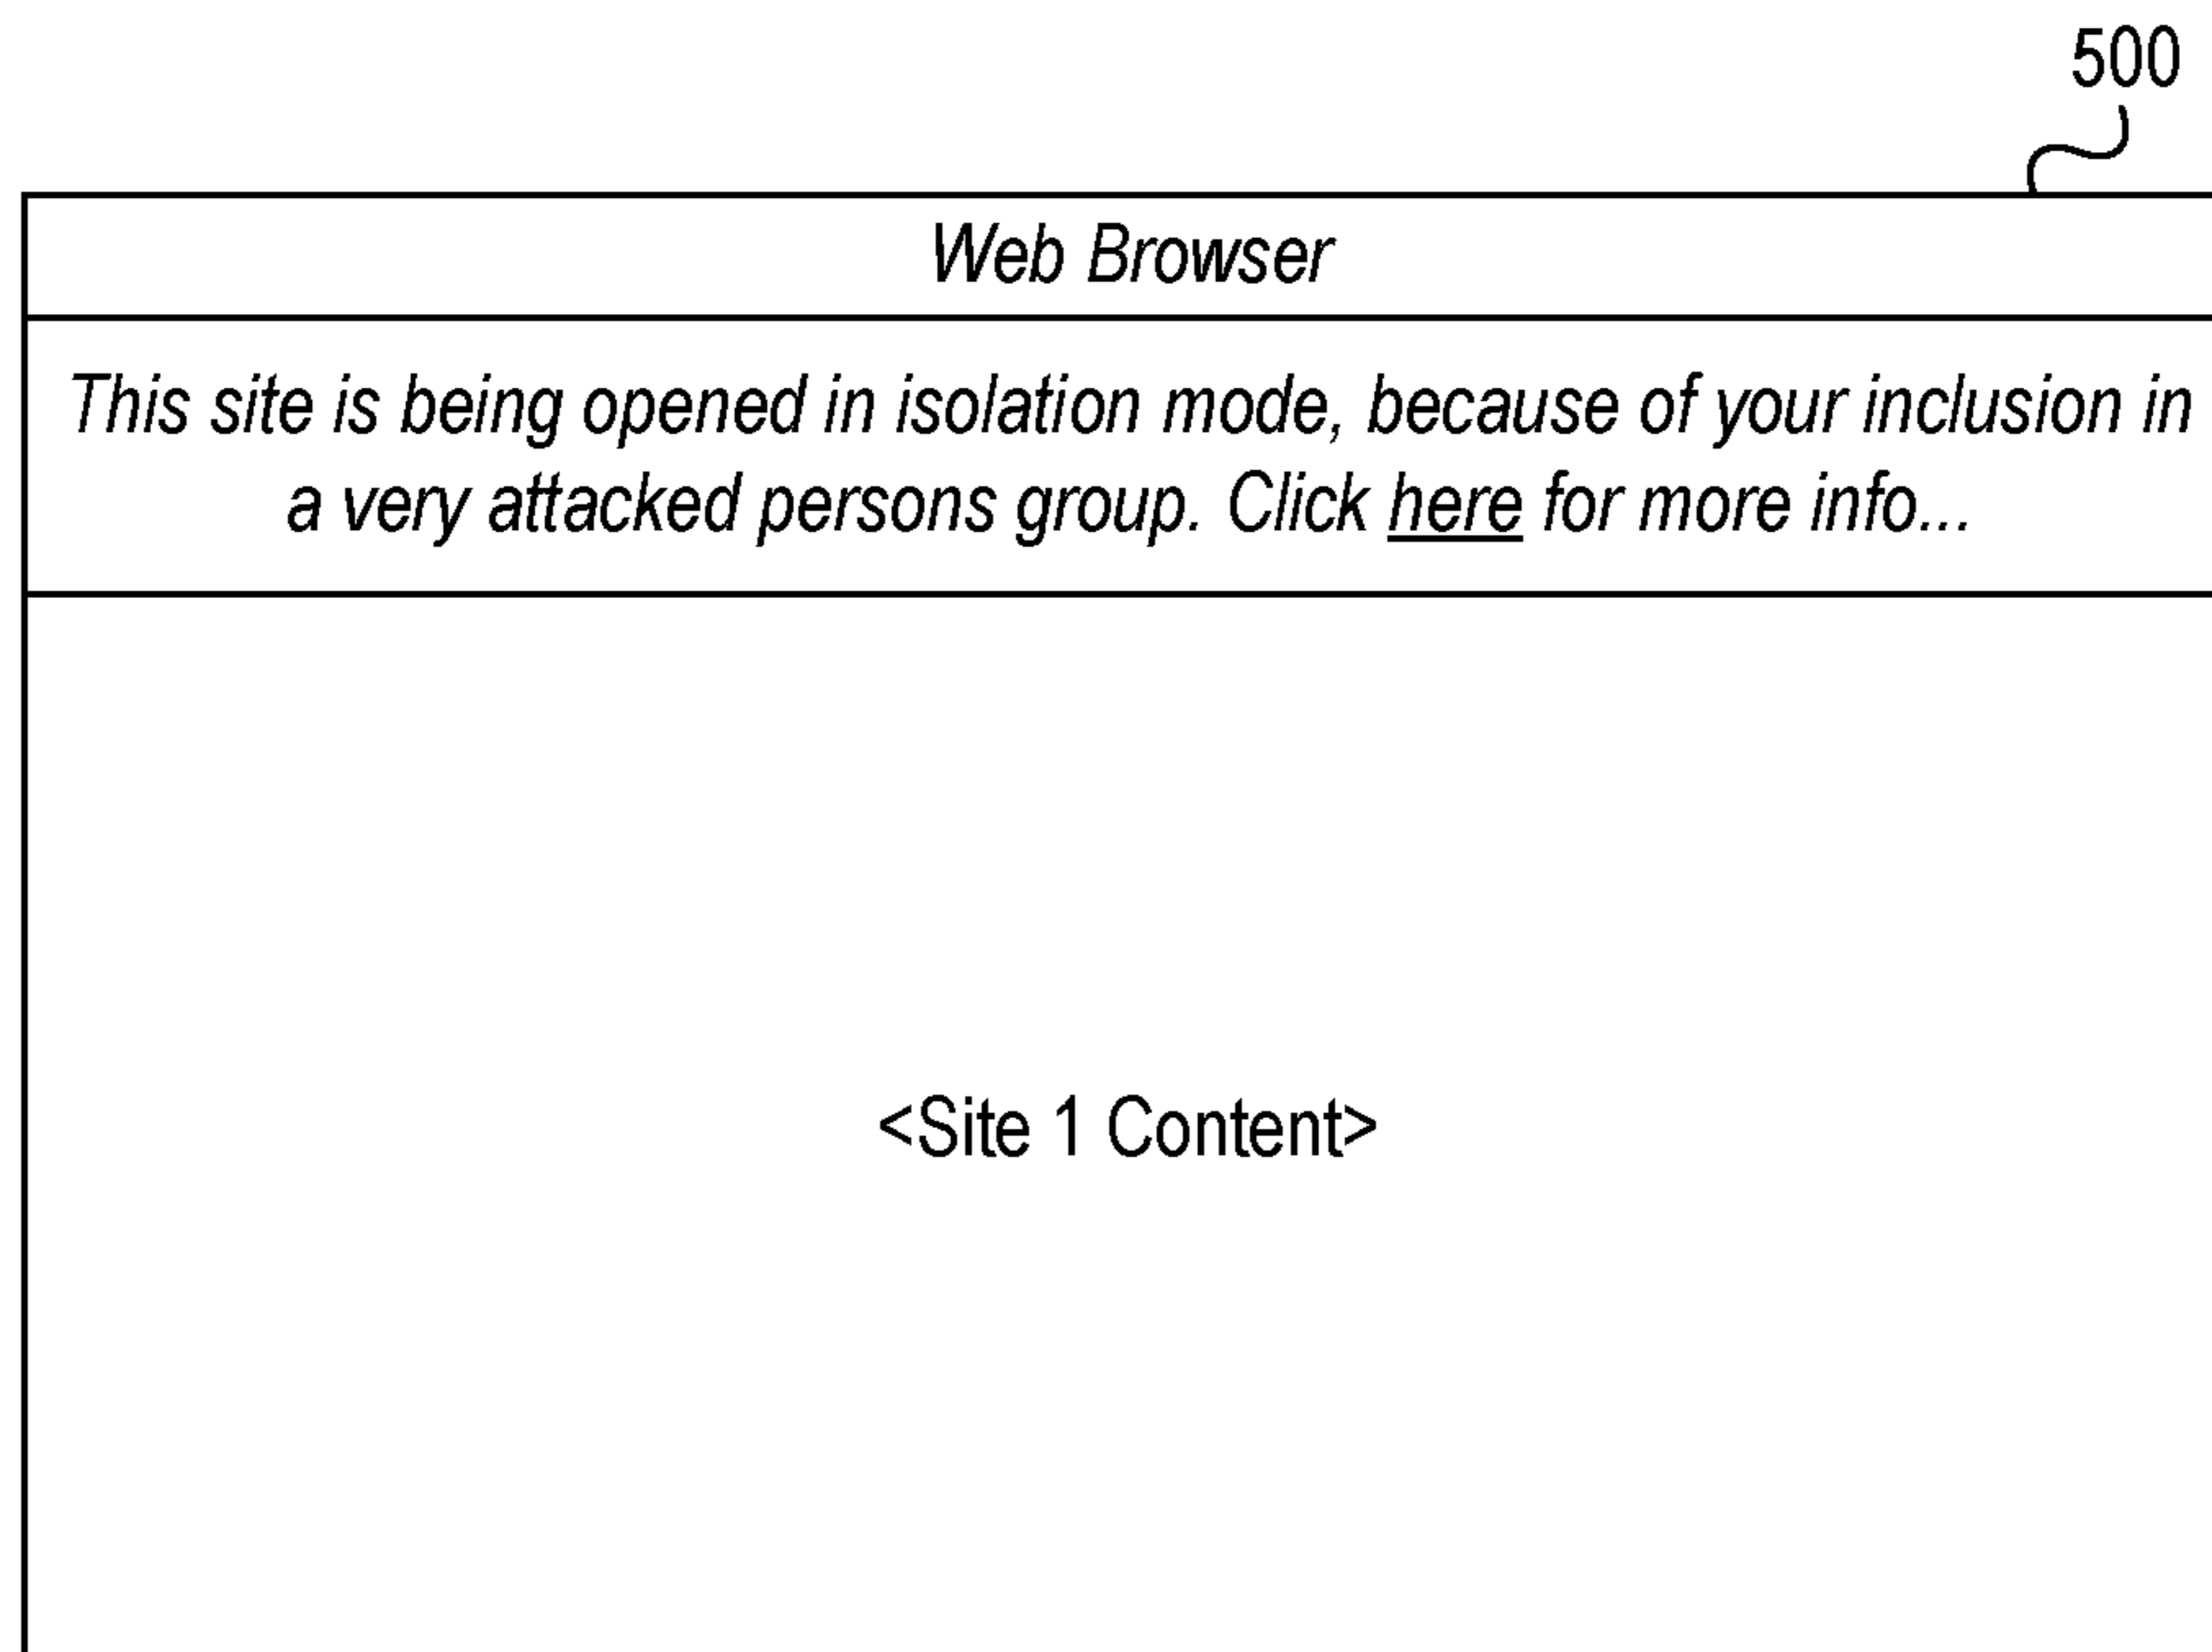 500
Web Browser
This site is being opened in isolation mode, because of your inclusion in
a very attacked persons group. Click here for more info...
<Site 1 Content>